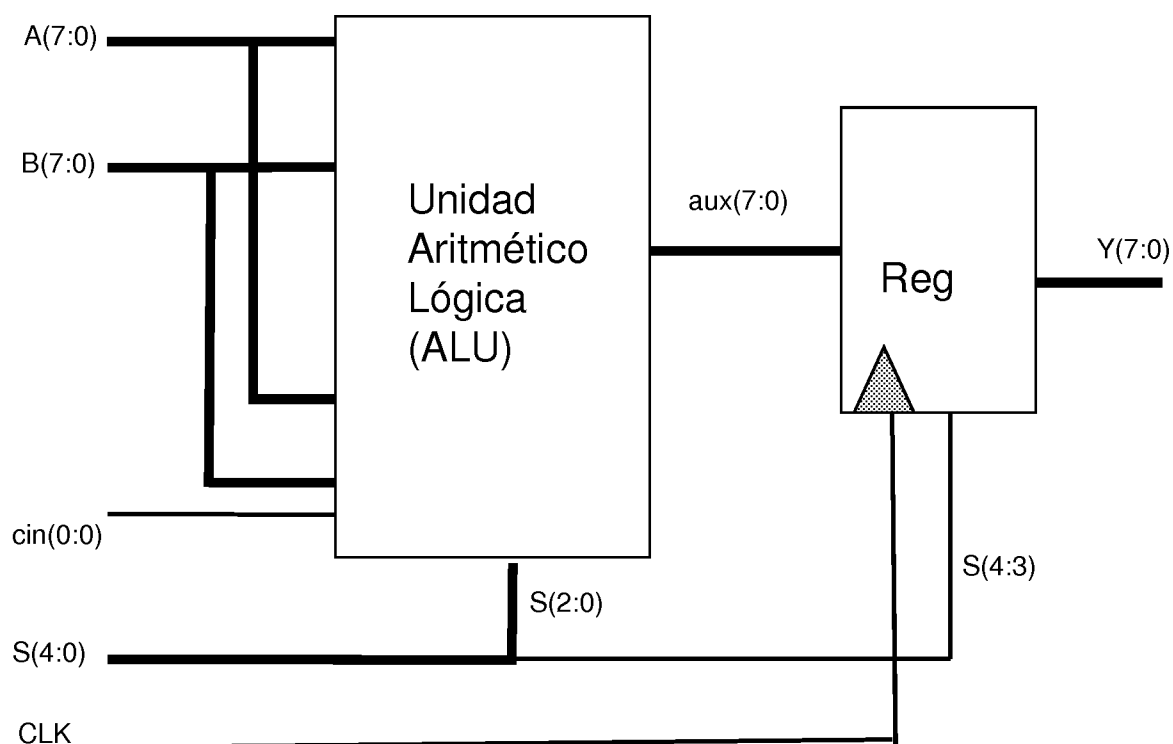 A(7:0)
B(7:0)
Unidad
Aritmético
Lógica
(ALU)
aux(7:0)
Reg
Y(7:0)
cin(0:0)
S(2:0)
S(4:3)
S(4:0)
CLK